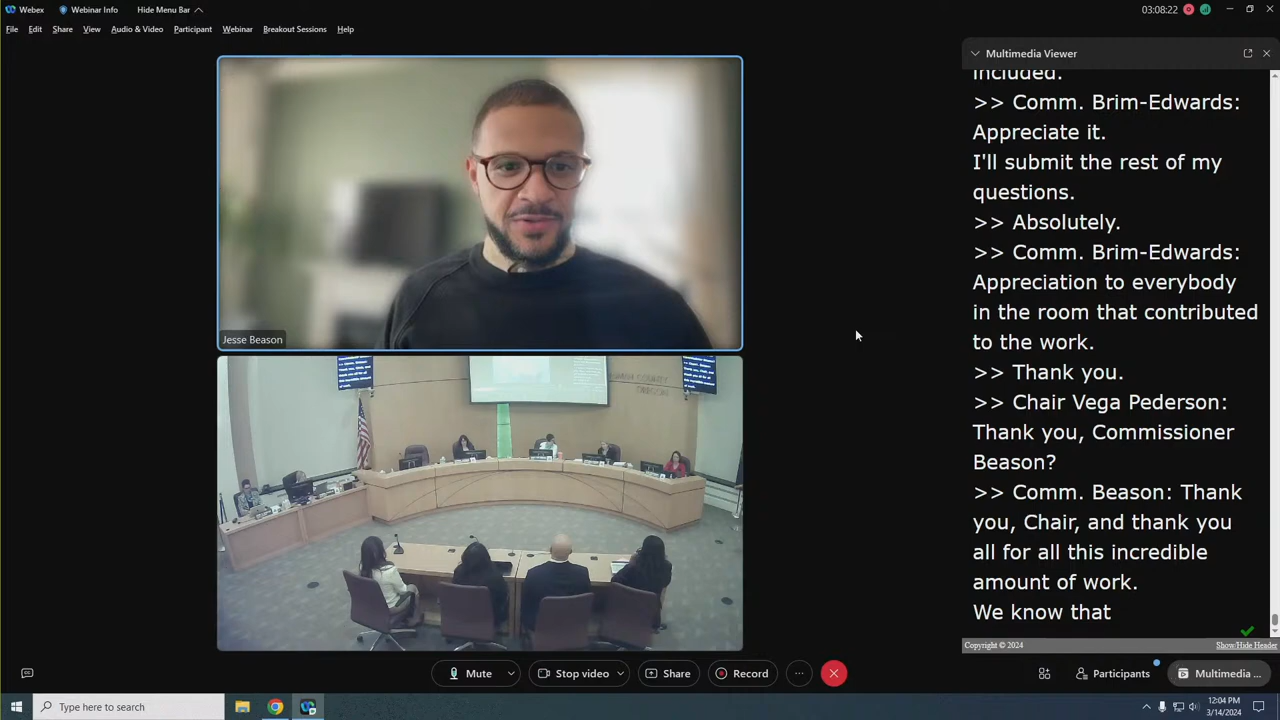 Webex
Webinar Info
Hide Menu Bar
03:08:22
File
Edit
Share
View
Audio & Video
Participant
Webinar
Breakout Sessions
Help
Jesse Beason
Multimedia Viewer
included.
>> Comm. Brim-Edwards:
Appreciate it.
I'll submit the rest of my
questions.
>> Absolutely.
>> Comm. Brim-Edwards:
Appreciation to everybody
in the room that contributed
to the work.
>> Thank you.
>> Chair Vega Pederson:
Thank you, Commissioner
Beason?
>> Comm. Beason: Thank
you, Chair, and thank you
all for all this incredible
amount of work.
We know that
Copyright © 2024
Show/Hide Header
Mute
Stop video
Share
Record
Participants
Multimedia ...
Type here to search
12:04 PM
3/14/2024